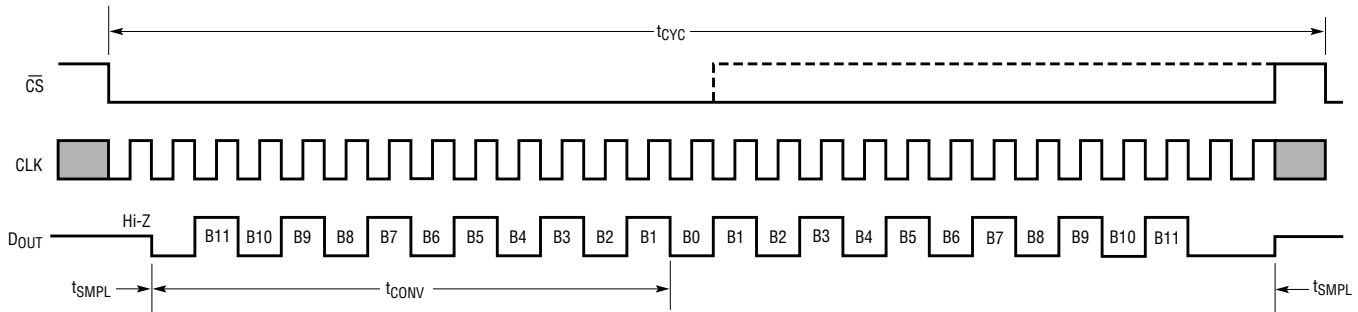 tCYC
CS
CLK
Hi-Z
DOUT
B11 B10 B9 B8 B7 B6 B5 B4 B3 B2 B1 B0 B1 B2 B3 B4 B5 B6 B7 B8 B9 B10 B11
tSMPL tCONV tSMPL